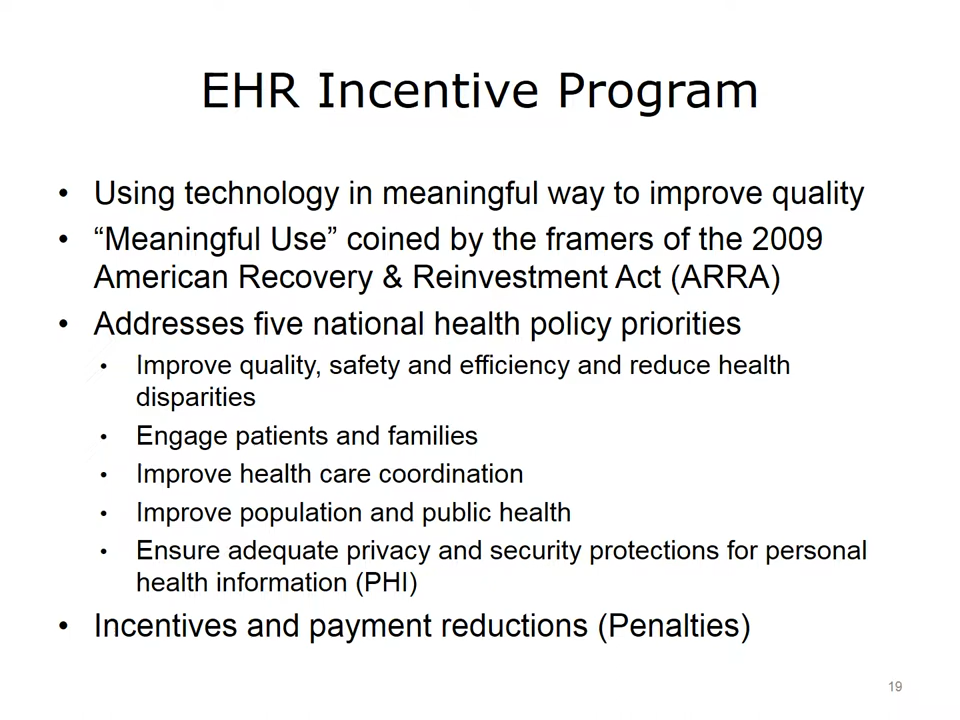 EHR Incentive Program
• Using technology in meaningful way to improve quality
• “Meaningful Use” coined by the framers of the 2009
American Recovery & Reinvestment Act (ARRA)
• Addresses five national health policy priorities
• Improve quality, safety and efficiency and reduce health
disparities
• Engage patients and families
• Improve health care coordination
• Improve population and public health
• Ensure adequate privacy and security protections for personal
health information (PHI)
• Incentives and payment reductions (Penalties)
19